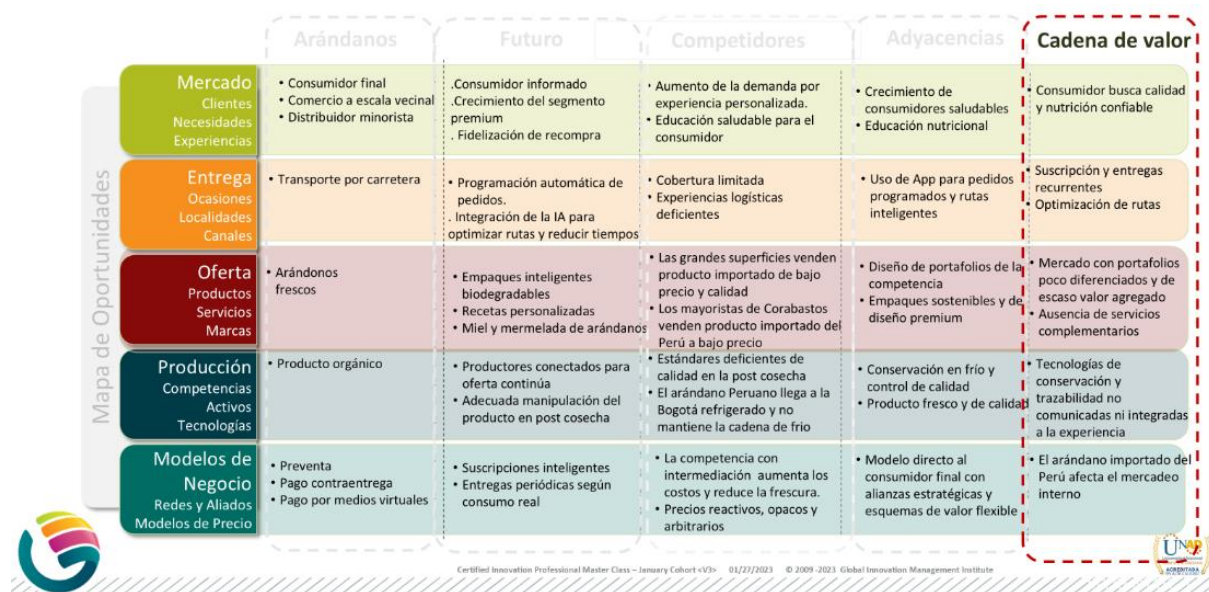 Arándanos
Futuro
Competidores
Adyacencias
Cadena de valor
Mapa de Oportunidades
Mercado
Clientes
Necesidades
Experiencias
• Consumidor final
• Comercio a escala vecinal
• Distribuidor minorista
.Consumidor informado
.Crecimiento del segmento
premium
. Fidelización de recompra
• Aumento de la demanda por
experiencia personalizada.
• Educación saludable para el
consumidor
• Crecimiento de
consumidores saludables
• Educación nutricional
• Consumidor busca calidad
y nutrición confiable
Entrega
Ocasiones
Localidades
Canales
• Transporte por carretera
• Programación automática de
pedidos.
. Integración de la IA para
optimizar rutas y reducir tiempos
• Cobertura limitada
• Experiencias logísticas
deficientes
• Uso de App para pedidos
programados y rutas
inteligentes
• Suscripción y entregas
recurrentes
• Optimización de rutas
Oferta
Productos
Servicios
Marcas
• Arándonos
frescos
• Empaques inteligentes
biodegradables
• Recetas personalizadas
• Miel y mermelada de arándanos
• Las grandes superficies venden
producto importado de bajo
precio y calidad
• Los mayoristas de Corabastos
venden producto importado del
Perú a bajo precio
• Diseño de portafolios de la
competencia
• Empaques sostenibles y de
diseño premium
• Mercado con portafolios
poco diferenciados y de
escaso valor agregado
• Ausencia de servicios
complementarios
Producción
Competencias
Activos
Tecnologías
• Producto orgánico
• Productores conectados para
oferta continúa
• Adecuada manipulación del
producto en post cosecha
• Estándares deficientes de
calidad en la post cosecha
• El arándano Peruano llega a la
Bogotá refrigerado y no
mantiene la cadena de frio
• Conservación en frío y
control de calidad
• Producto fresco y de calidad
• Tecnologías de
conservación y
trazabilidad no
comunicadas ni integradas
a la experiencia
Modelos de
Negocio
Redes y Aliados
Modelos de Precio
• Preventa
• Pago contraentrega
• Pago por medios virtuales
• Suscripciones inteligentes
• Entregas periódicas según
consumo real
• La competencia con
intermediación aumenta los
costos y reduce la frescura.
• Precios reactivos, opacos y
arbitrarios
• Modelo directo al
consumidor final con
alianzas estratégicas y
esquemas de valor flexible
• El arándano importado del
Perú afecta el mercadeo
interno
Certified Innovation Professional Master Class – January Cohort <V3> 01/27/2023 © 2009 -2023 Global Innovation Management Institute
UNAD
ACREDITADA